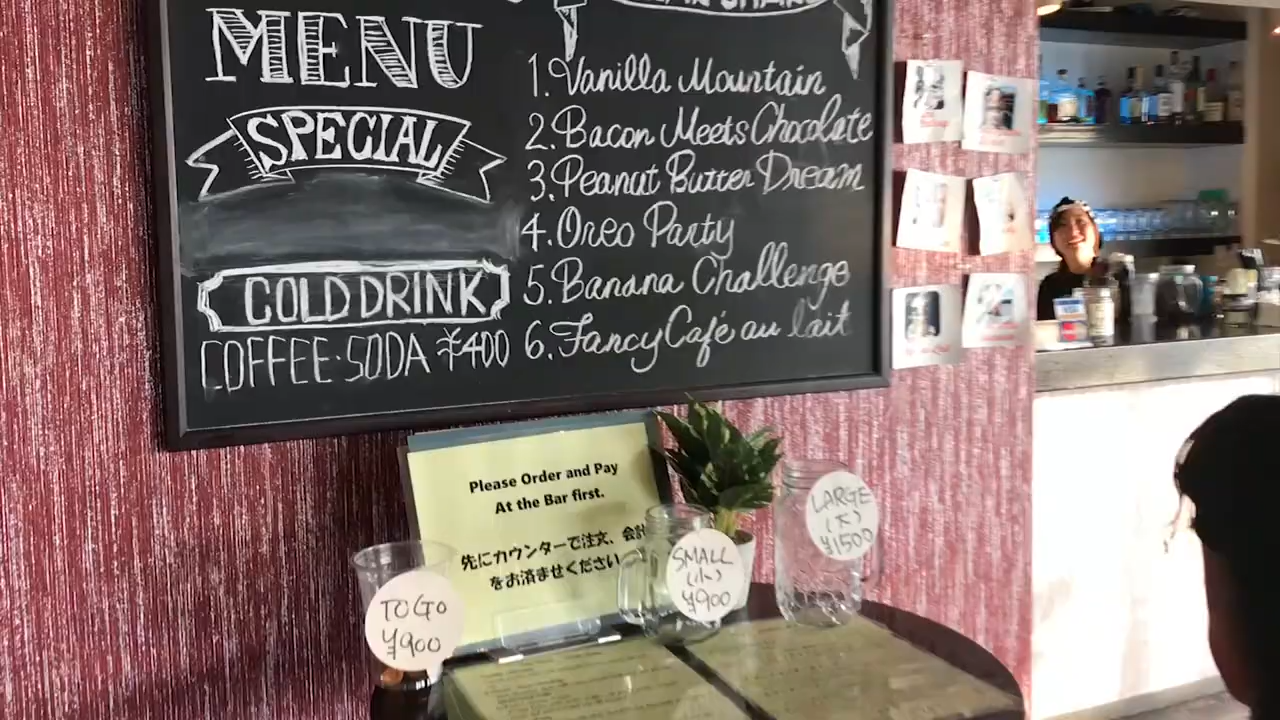 MENU
SPECIAL
COLD DRINK
COFFEE·SODA ¥400
1. Vanilla Mountain
2. Bacon Meets Chocolate
3. Peanut Butter Dream
4. Oreo Party
5. Banana Challenge
6. Fancy Café au lait
Please Order and Pay
At the Bar first.
先にカウンターで注文、会計
をお済ませください
TO GO
¥900
SMALL
(小)
¥900
LARGE
(大)
¥1500